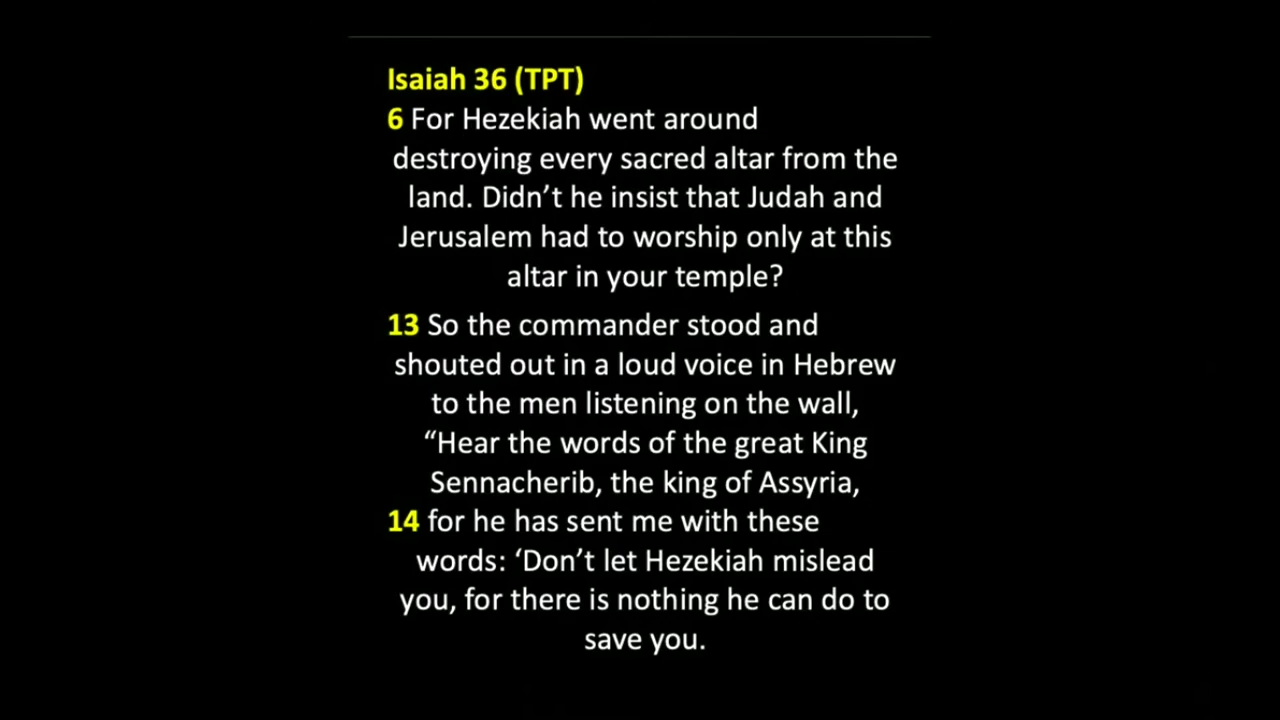 Isaiah 36 (TPT)
6 For Hezekiah went around
destroying every sacred altar from the
land. Didn’t he insist that Judah and
Jerusalem had to worship only at this
altar in your temple?
13 So the commander stood and
shouted out in a loud voice in Hebrew
to the men listening on the wall,
“Hear the words of the great King
Sennacherib, the king of Assyria,
14 for he has sent me with these
words: ‘Don’t let Hezekiah mislead
you, for there is nothing he can do to
save you.